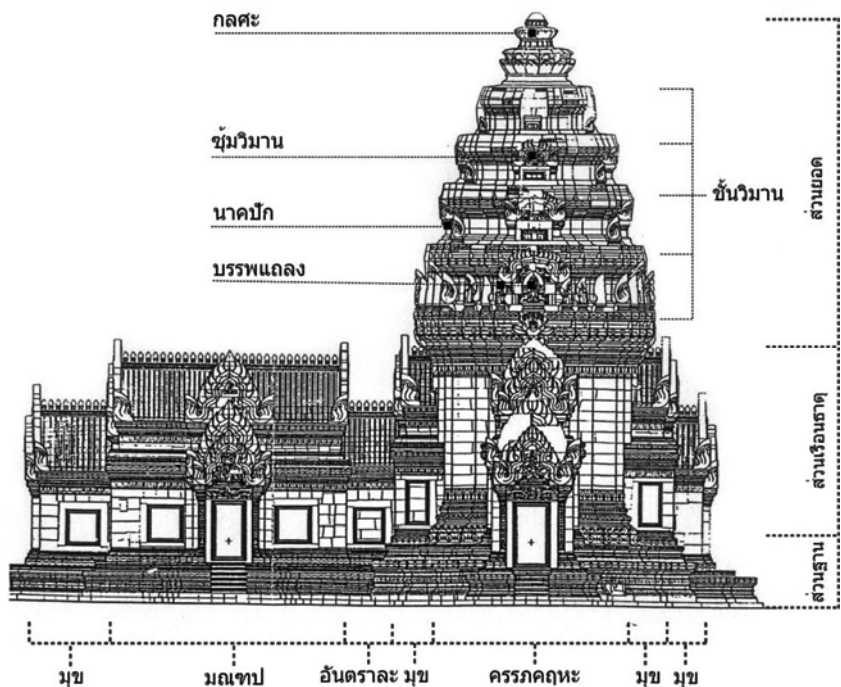 กลศะ
ซุ้มวิมาน
นาคปัก
บรรพแถลง
ชั้นวิมาน
ส่วนยอด
ส่วนเรือนธาตุ
ส่วนฐาน
มุข มณฑป อันตราละ มุข ครรภคฤหะ มุข มุข